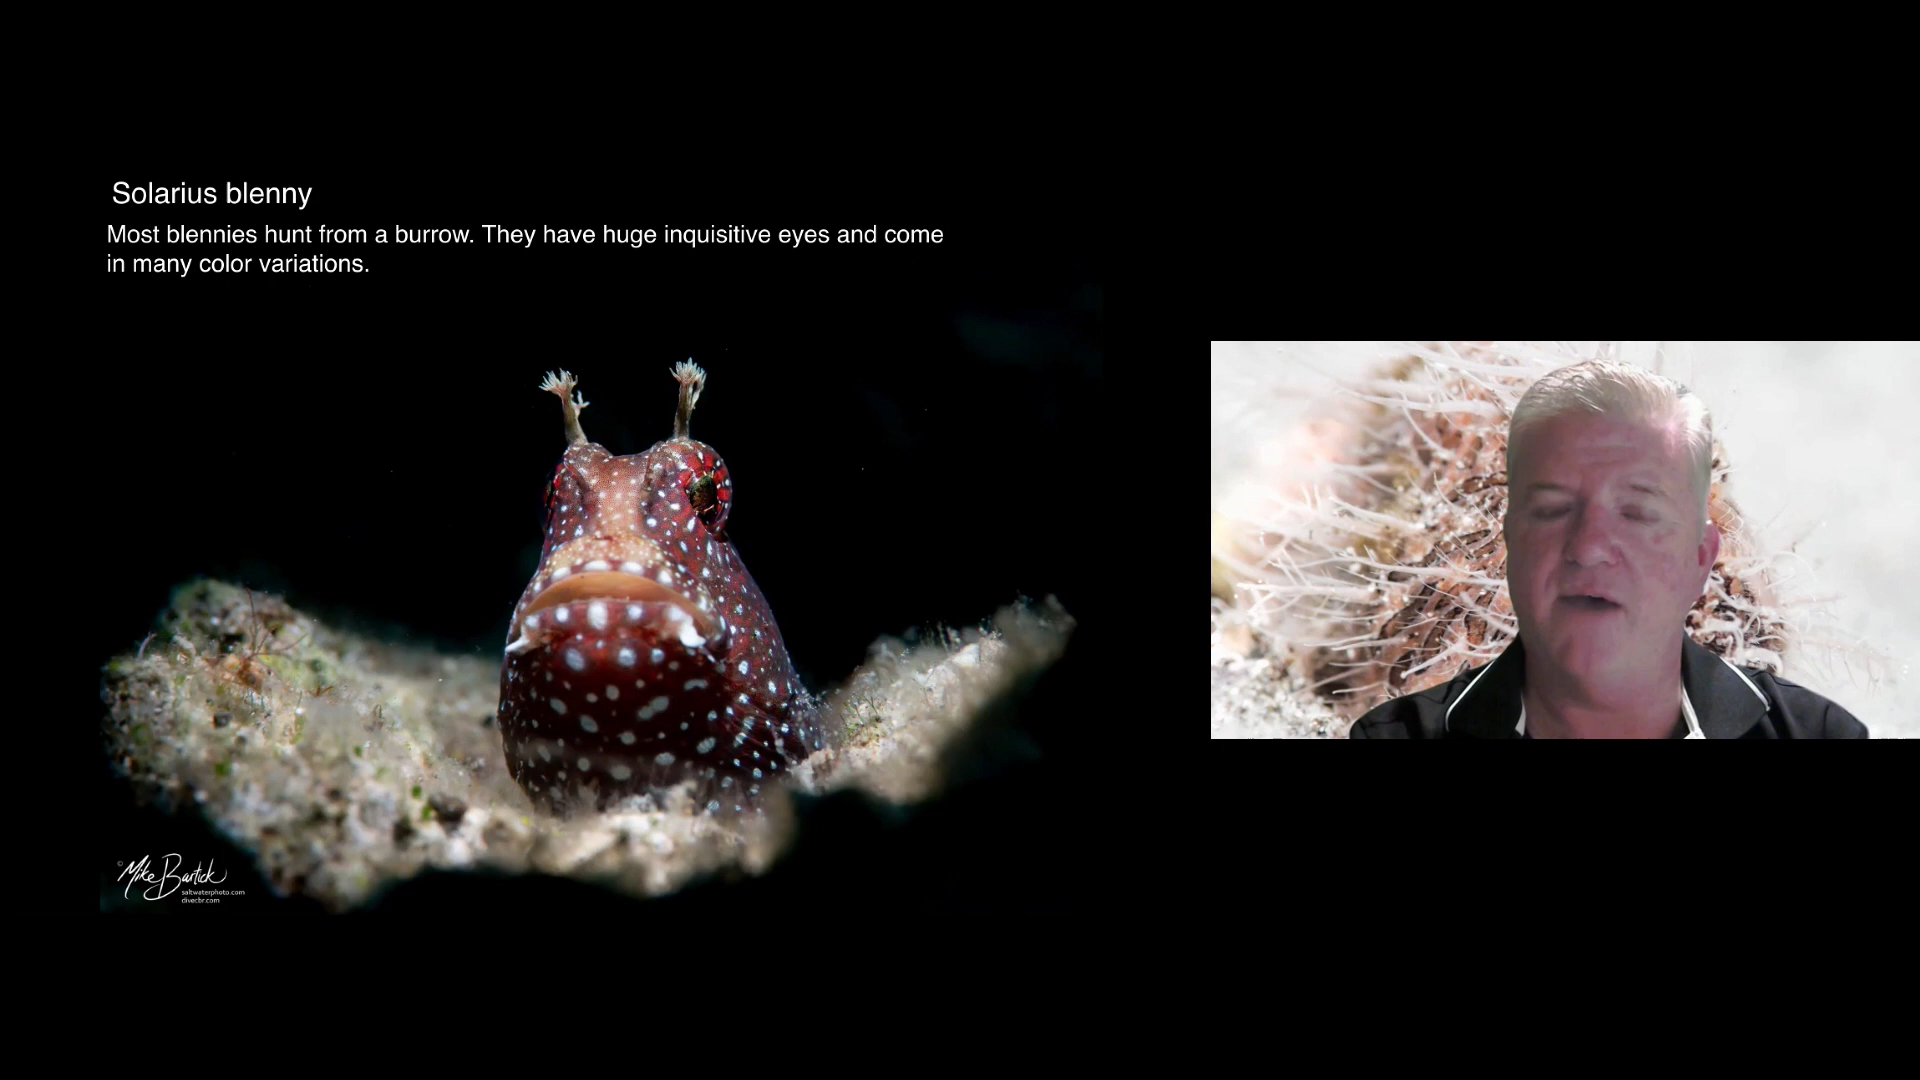 Solarius blenny
Most blennies hunt from a burrow. They have huge inquisitive eyes and come
in many color variations.
© Mike Bartick
saltwaterphoto.com
divecbr.com